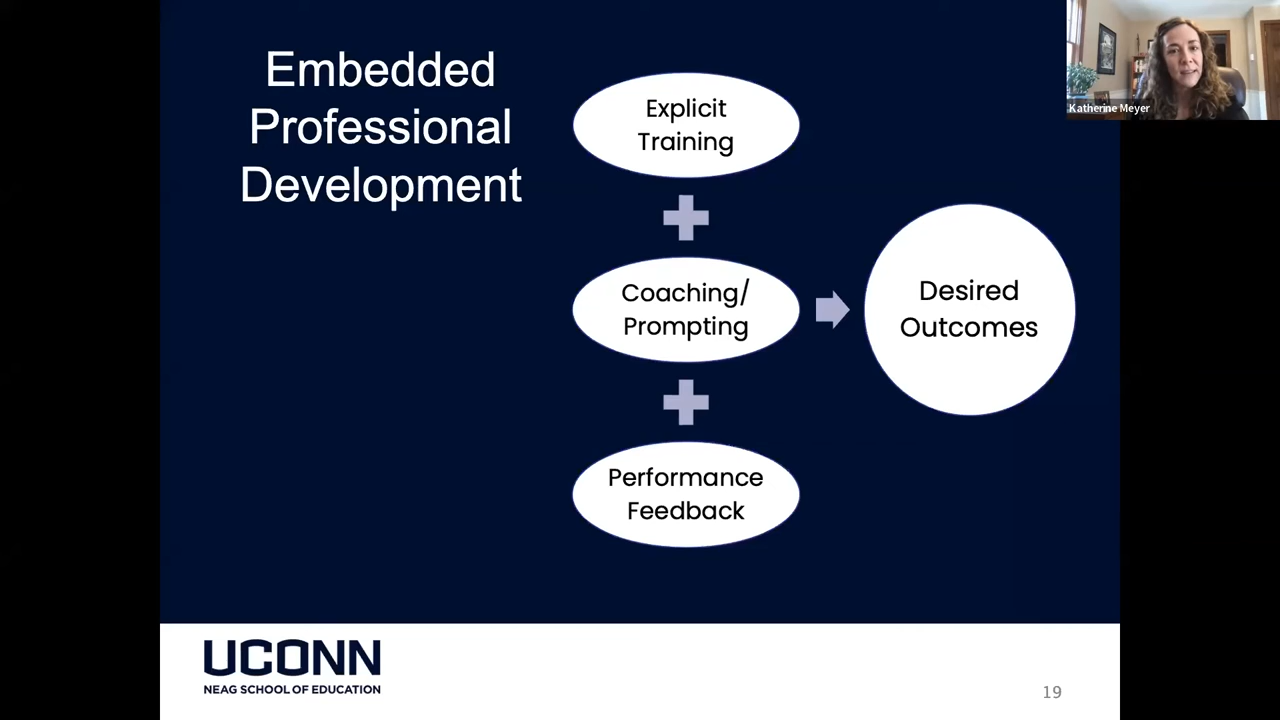 Embedded
Professional
Development
Explicit
Training
Coaching/
Prompting
Performance
Feedback
Desired
Outcomes
Katherine Meyer
UCONN
NEAG SCHOOL OF EDUCATION
19